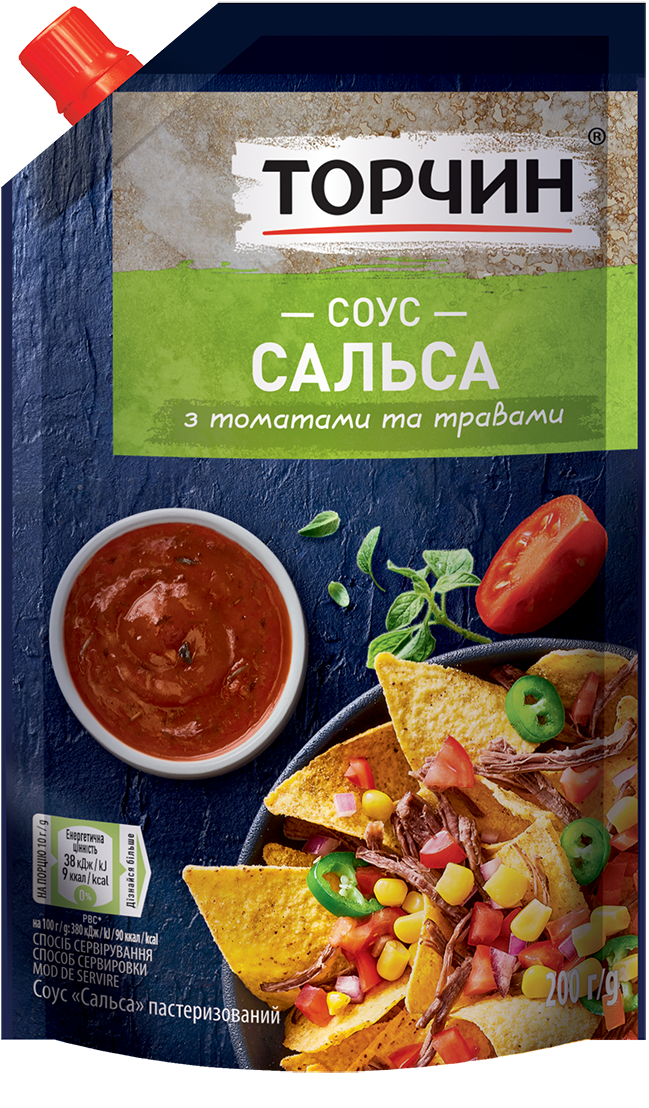 ТОРЧИН®
— СОУС —
САЛЬСА
з томатами та травами
НА ПОРЦІЮ 10 г / g
Енергетична
цінність
38 кДж / kJ
9 ккал / kcal
0%
Дізнайся більше
РВС*
на 100 г / g: 380 кДж / kJ / 90 ккал / kcal
СПОСІБ СЕРВІРУВАННЯ
СПОСОБ СЕРВИРОВКИ
MOD DE SERVIRE
Соус «Сальса» пастеризований
200 г/g